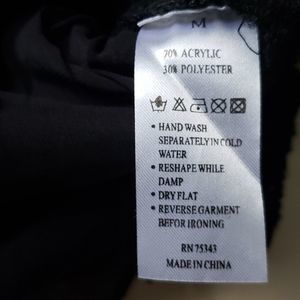 M
70% ACRYLIC
30% POLYESTER
• HAND WASH
SEPARATELY IN COLD
WATER
• RESHAPE WHILE
DAMP
• DRY FLAT
• REVERSE GARMENT
BEFOR IRONING
RN 75343
MADE IN CHINA